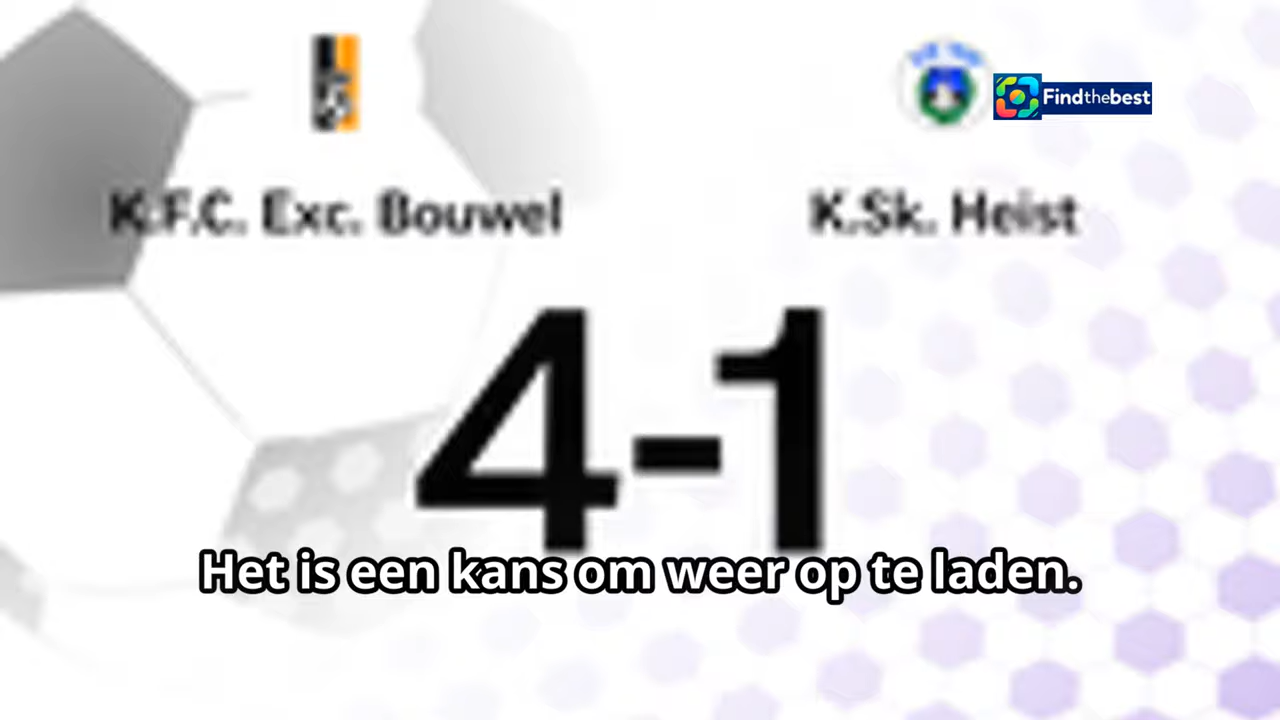 Findthebest
K.F.C. Exc. Bouwel
K.Sk. Heist
4-1
Het is een kans om weer op te laden.